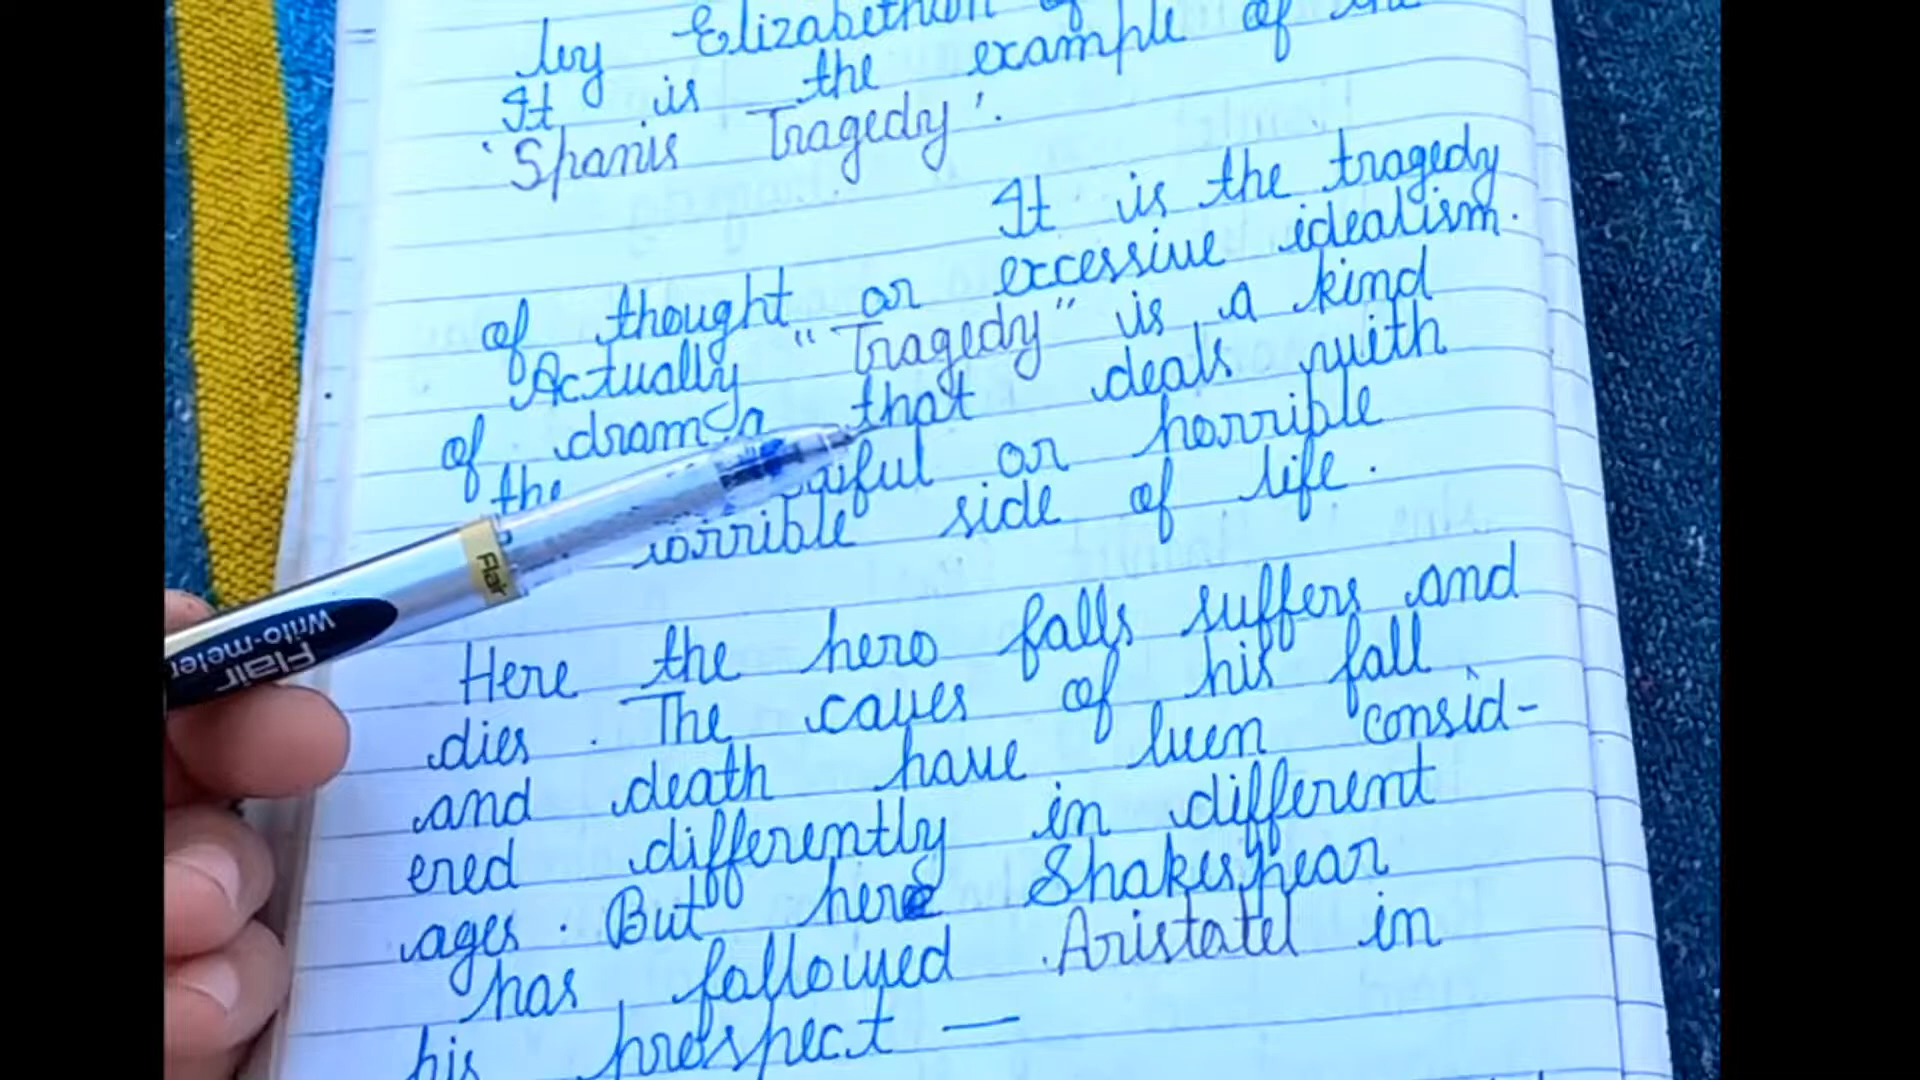 by Elizabethan
It is the example of the
'Spanis Tragedy'.
It is the tragedy
of thought or excessive idealism.
Actually "Tragedy" is a kind
of drama that deals with
the or horrible
side of life.
Here the hero falls suffers and
dies. The caues of his fall
and death have been consid-
ered differently in different
ages. But here Shakespear
has followed Aristatel in
his prospect —
Flair
Flair
Writo-meter